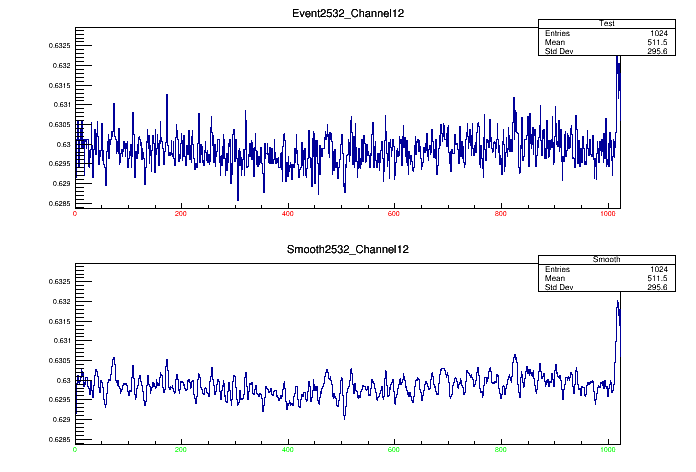 Event2532_Channel12
Test
Entries 1024
Mean 511.5
Std Dev 295.6
0.6325
0.632
0.6315
0.631
0.6305
0.63
0.6295
0.629
0.6285
0 200 400 600 800 1000
Smooth2532_Channel12
Smooth
Entries 1024
Mean 511.5
Std Dev 295.6
0.6325
0.632
0.6315
0.631
0.6305
0.63
0.6295
0.629
0.6285
0 200 400 600 800 1000